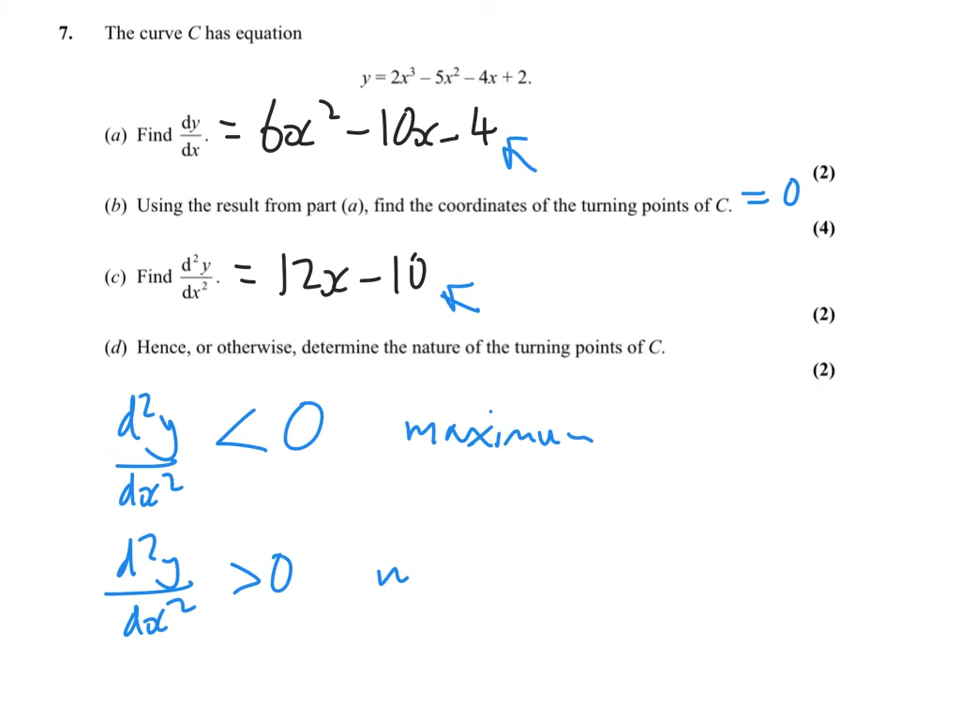 7. The curve C has equation
y = 2x³ – 5x² – 4x + 2.
(a) Find dy/dx. = 6x² – 10x – 4
(2)
(b) Using the result from part (a), find the coordinates of the turning points of C. = 0
(4)
(c) Find d²y/dx². = 12x – 10
(2)
(d) Hence, or otherwise, determine the nature of the turning points of C.
(2)
d²y/dx² < 0 maximum
d²y/dx² > 0